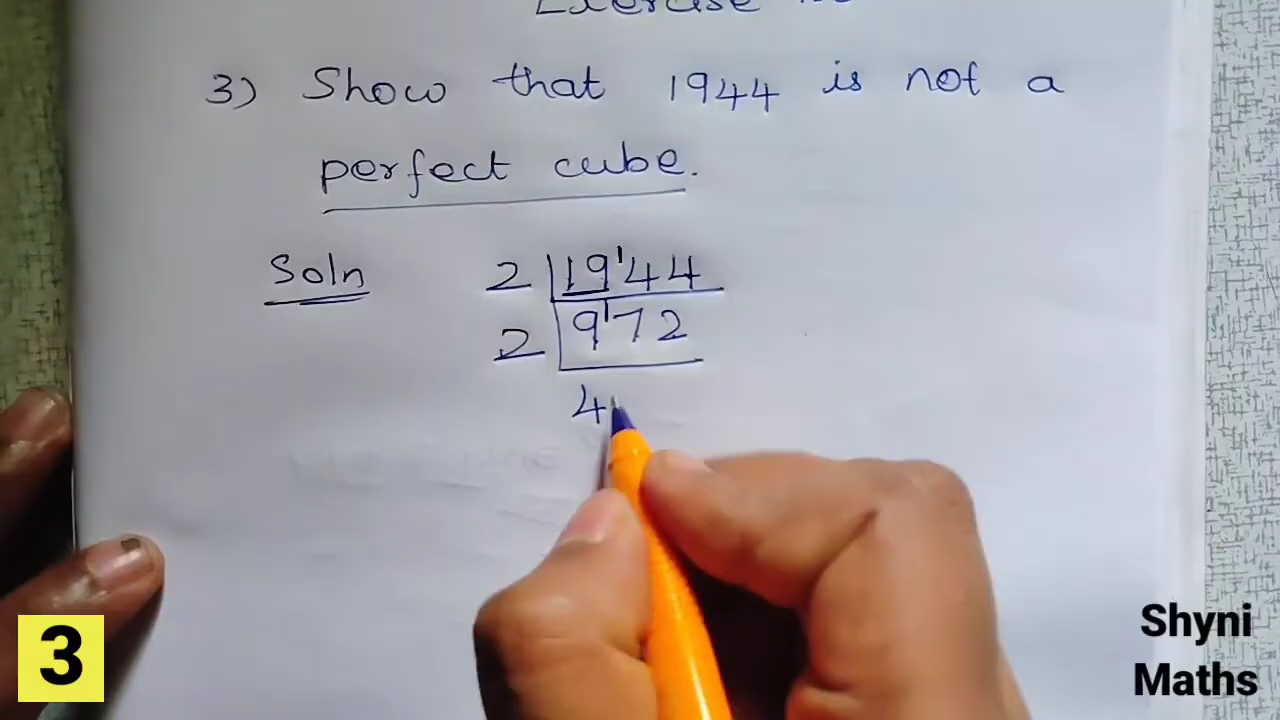 3) Show that 1944 is not a
perfect cube.
Soln 2 | 19'44
2 | 9'72
4
3
Shyni
Maths